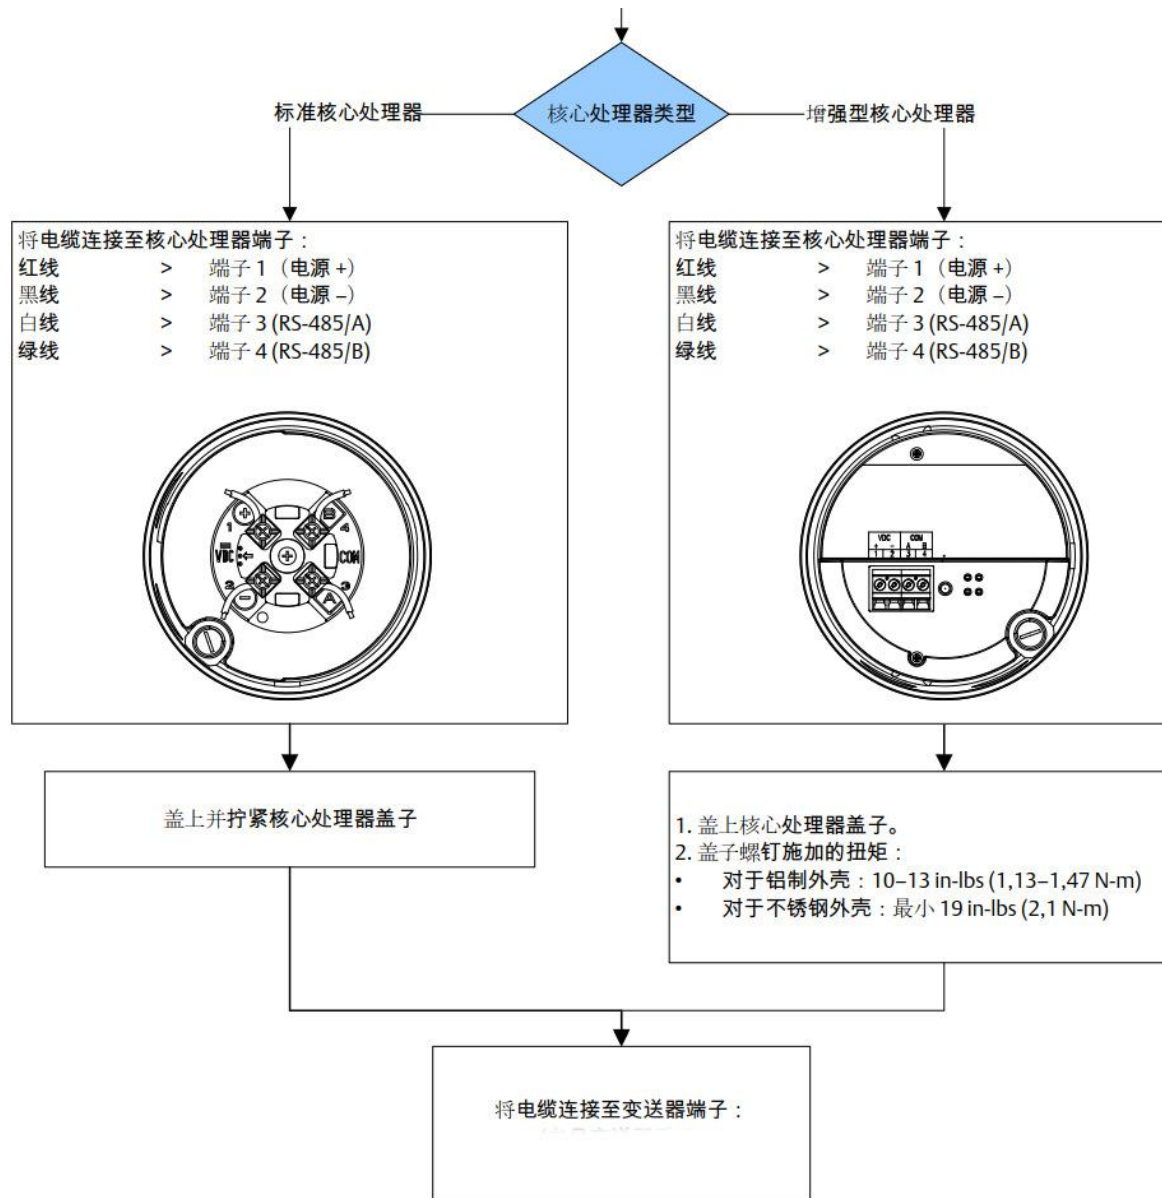 核心处理器类型
标准核心处理器
增强型核心处理器
将电缆连接至核心处理器端子：
红线 > 端子 1（电源 +）
黑线 > 端子 2（电源 –）
白线 > 端子 3 (RS-485/A)
绿线 > 端子 4 (RS-485/B)
1 + B 4
VDC COM
2 – A 3
盖上并拧紧核心处理器盖子
将电缆连接至核心处理器端子：
红线 > 端子 1（电源 +）
黑线 > 端子 2（电源 –）
白线 > 端子 3 (RS-485/A)
绿线 > 端子 4 (RS-485/B)
VDC COM
+ – A B
1 2 3 4
1. 盖上核心处理器盖子。
2. 盖子螺钉施加的扭矩：
• 对于铝制外壳：10–13 in-lbs (1,13–1,47 N-m)
• 对于不锈钢外壳：最小 19 in-lbs (2,1 N-m)
将电缆连接至变送器端子：